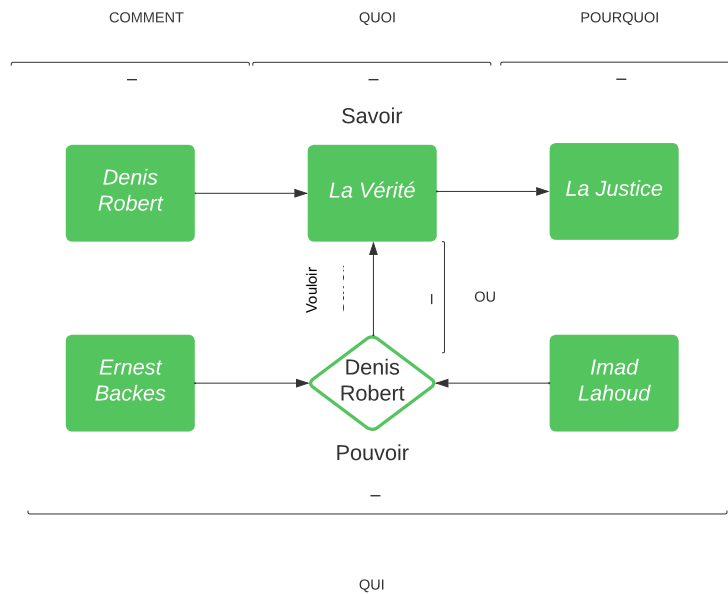 COMMENT QUOI POURQUOI
Savoir
Denis
Robert
La Vérité
La Justice
Vouloir
OU
Ernest
Backes
Denis
Robert
Imad
Lahoud
Pouvoir
QUI